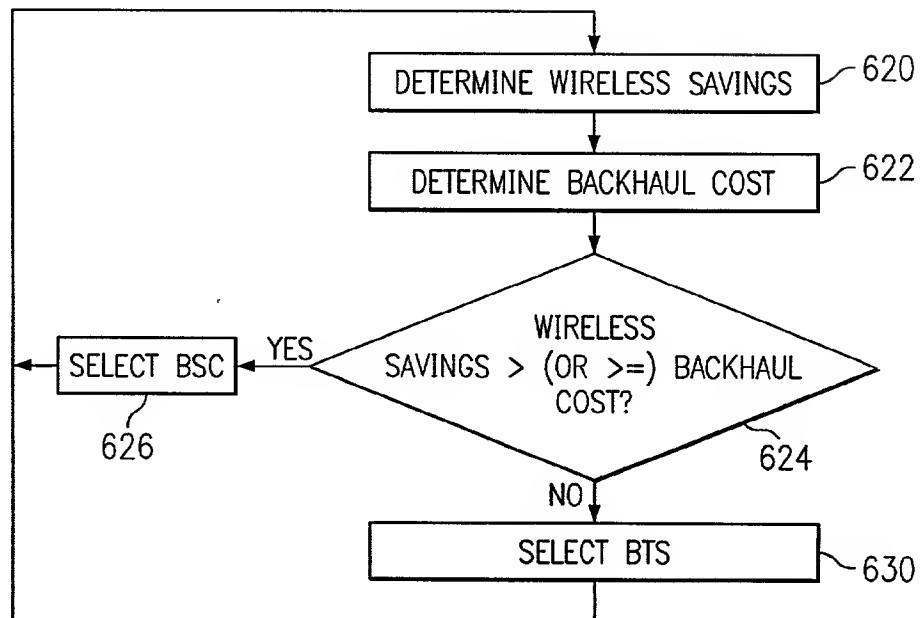 DETERMINE WIRELESS SAVINGS
620
DETERMINE BACKHAUL COST
622
WIRELESS
SAVINGS > (OR >=) BACKHAUL
COST?
624
YES
SELECT BSC
626
NO
SELECT BTS
630